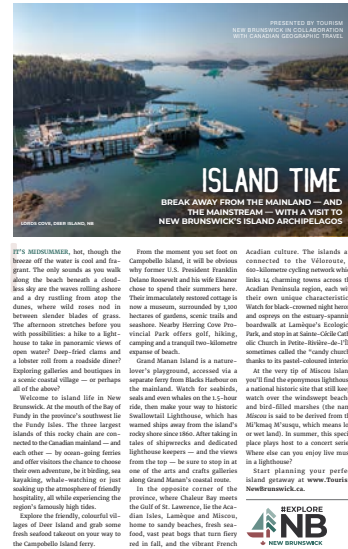 PRESENTED BY TOURISM
NEW BRUNSWICK IN COLLABORATION
WITH CANADIAN GEOGRAPHIC TRAVEL
ISLAND TIME
BREAK AWAY FROM THE MAINLAND — AND
THE MAINSTREAM — WITH A VISIT TO
NEW BRUNSWICK'S ISLAND ARCHIPELAGOS
LORDS COVE, DEER ISLAND, NB
IT'S MIDSUMMER, hot, though the
breeze off the water is cool and fra-
grant. The only sounds as you walk
along the beach beneath a cloud-
less sky are the waves rolling ashore
and a dry rustling from atop the
dunes, where wild roses nod in
between slender blades of grass.
The afternoon stretches before you
with possibilities: a hike to a light-
house to take in panoramic views of
open water? Deep-fried clams and
a lobster roll from a roadside diner?
Exploring galleries and boutiques in
a scenic coastal village — or perhaps
all of the above?
Welcome to island life in New
Brunswick. At the mouth of the Bay of
Fundy in province's southwest lie
the Fundy Isles. The three largest
islands of this rocky chain are con-
nected to the Canadian mainland — and
each other — by ocean-going ferries
and offer visitors the chance to choose
their own adventure, be it birding, sea
kayaking, whale-watching or just
soaking up the atmosphere of friendly
hospitality, all while experiencing the
region's famously high tides.
Explore the friendly, colourful vil-
lages of Deer Island and grab some
fresh seafood takeout on your way to
the Campobello Island ferry.
From the moment you set foot on
Campobello Island, it will be obvious
why former U.S. President Franklin
Delano Roosevelt and his wife Eleanor
chose to spend their summers here.
Their immaculately restored cottage is
now a museum, surrounded by 1,100
hectares of gardens, scenic trails and
seashore. Nearby Herring Cove Pro-
vincial Park offers golf, hiking,
camping and a tranquil two-kilometre
expanse of beach.
Grand Manan Island is a nature-
lover's playground, accessed via a
separate ferry from Blacks Harbour on
the mainland. Watch for seabirds,
seals and even whales on the 1.5-hour
ride, then make your way to historic
Swallowtail Lighthouse, which has
warned ships away from the island's
rocky shore since 1860. After taking in
tales of shipwrecks and dedicated
lighthouse keepers — and the views
from the top — be sure to stop in at
one of the arts and crafts galleries
along Grand Manan's coastal route.
In the opposite corner of the
province, where Chaleur Bay meets
the Gulf of St. Lawrence, lie the Aca-
dian Isles, Lamèque and Miscou,
home to sandy beaches, fresh sea-
food, vast peat bogs that turn fiery
red in fall, and the vibrant French
Acadian culture. The islands a
connected to the Véloroute,
610-kilometre cycling network whi
links 14 charming towns across t
Acadian Peninsula region, each wi
their own unique characteristic
Watch for black-crowned night hero
and ospreys on the estuary-spannin
boardwalk at Lamèque's Ecologic
Park, and stop in at Sainte-Cécile Cath
olic Church in Petite-Rivière-de-l'Î
sometimes called the "candy church
thanks to its pastel-coloured interio
At the very tip of Miscou Islan
you'll find the eponymous lighthous
a national historic site that still kee
watch over the windswept beach
and bird-filled marshes (the nam
Miscou is said to be derived from th
Mi'kmaq M'susqu, which means lo
or wet land). In summer, this speci
place plays host to a concert serie
Where else can you enjoy live mus
in a lighthouse?
Start planning your perfe
island getaway at www.Touris
NewBrunswick.ca.
#EXPLORE
NB
NEW BRUNSWICK